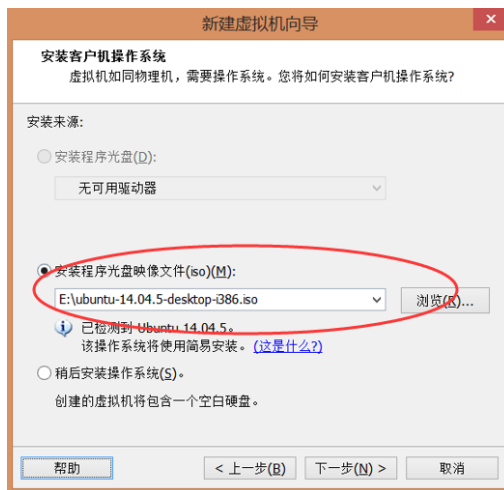 新建虚拟机向导
×
安装客户机操作系统
虚拟机如同物理机，需要操作系统。您将如何安装客户机操作系统?
安装来源:
安装程序光盘(D):
无可用驱动器
安装程序光盘映像文件(iso)(M):
E:\ubuntu-14.04.5-desktop-i386.iso
浏览(R)...
已检测到 Ubuntu 14.04.5。
该操作系统将使用简易安装。 (这是什么?)
稍后安装操作系统(S)。
创建的虚拟机将包含一个空白硬盘。
帮助
< 上一步(B)
下一步(N) >
取消